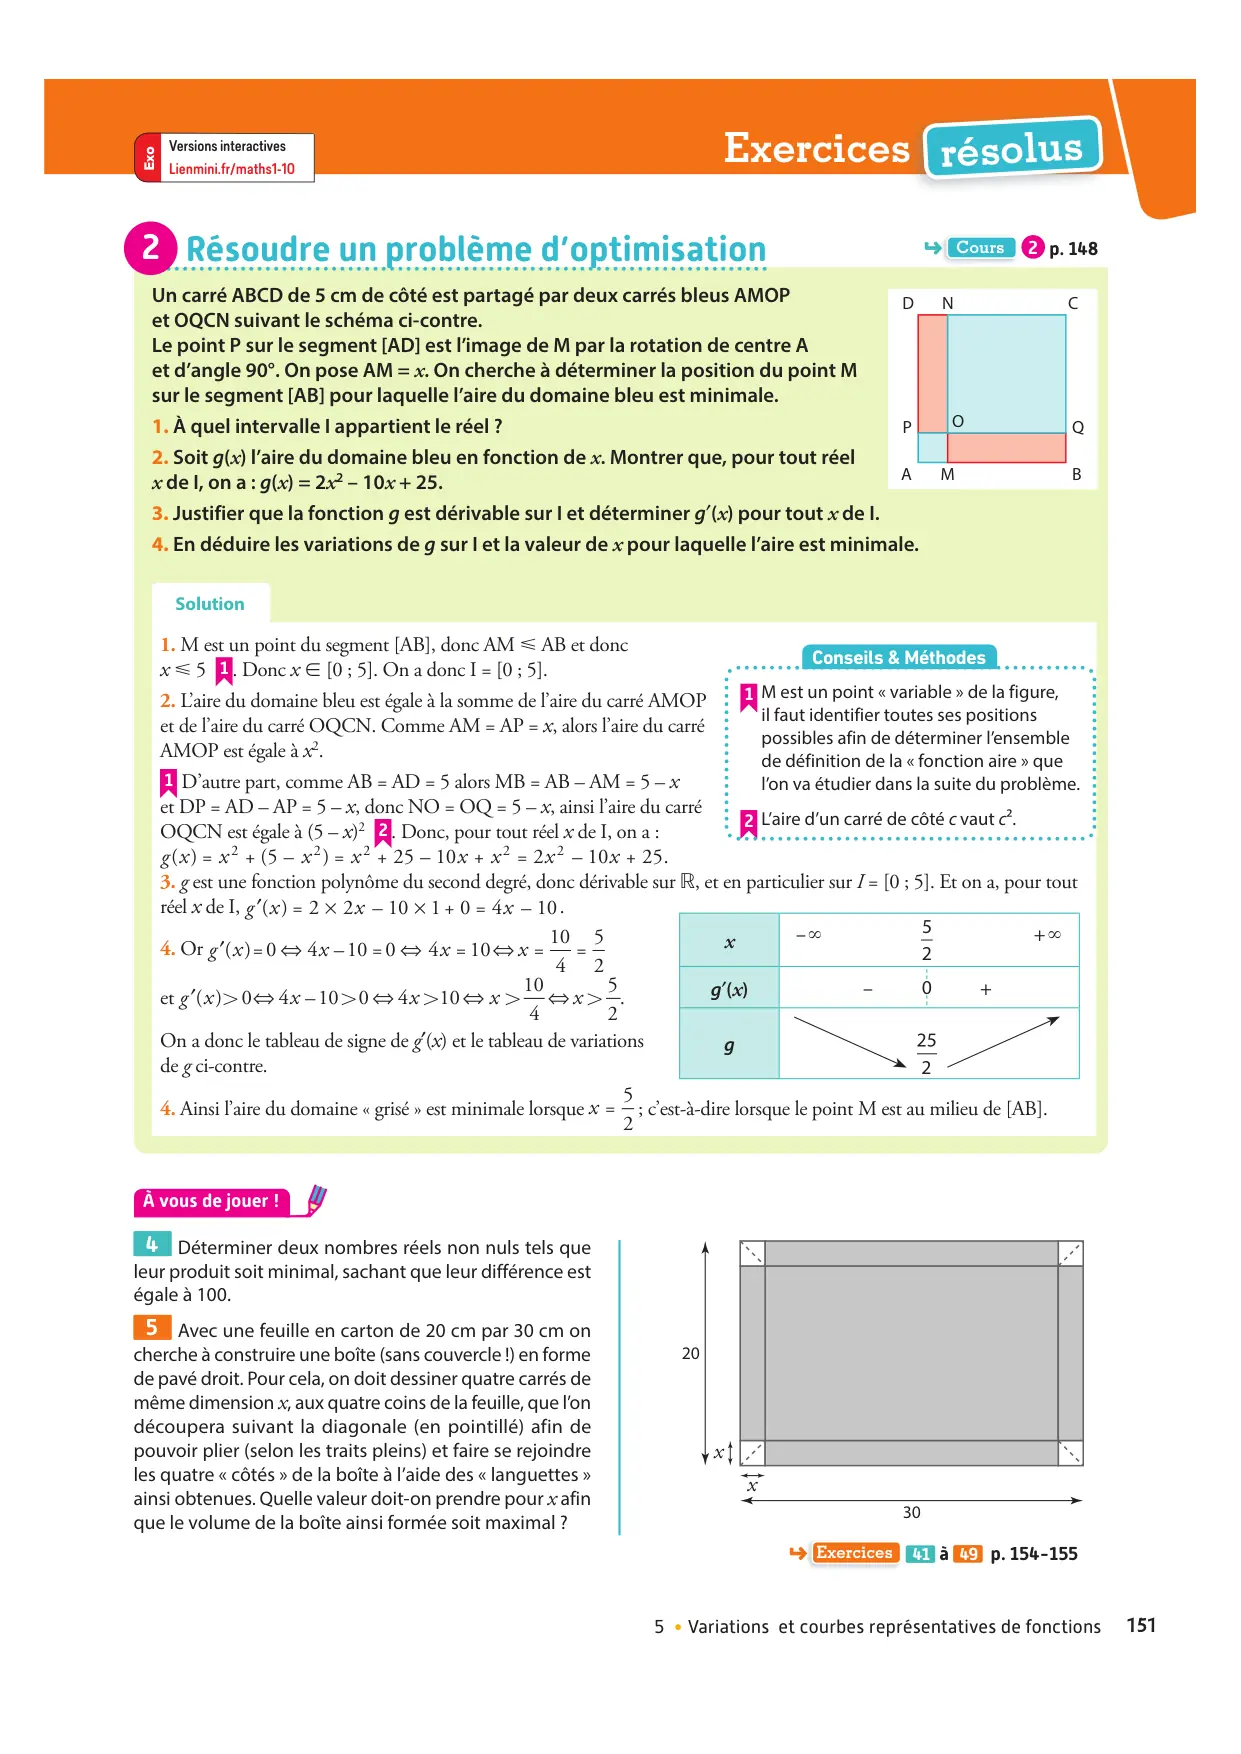 Exo
Versions interactives
Lienmini.fr/maths1-10
Exercices résolus
2 Résoudre un problème d’optimisation
↪ Cours 2 p. 148
Un carré ABCD de 5 cm de côté est partagé par deux carrés bleus AMOP
et OQCN suivant le schéma ci-contre.
Le point P sur le segment [AD] est l’image de M par la rotation de centre A
et d’angle 90°. On pose AM = x. On cherche à déterminer la position du point M
sur le segment [AB] pour laquelle l’aire du domaine bleu est minimale.
1. À quel intervalle I appartient le réel ?
2. Soit g(x) l’aire du domaine bleu en fonction de x. Montrer que, pour tout réel
x de I, on a : g(x) = 2x² – 10x + 25.
3. Justifier que la fonction g est dérivable sur I et déterminer g′(x) pour tout x de I.
4. En déduire les variations de g sur I et la valeur de x pour laquelle l’aire est minimale.
D N C
P O Q
A M B
Solution
1. M est un point du segment [AB], donc AM ⩽ AB et donc
x ⩽ 5 1. Donc x ∈ [0 ; 5]. On a donc I = [0 ; 5].
2. L’aire du domaine bleu est égale à la somme de l’aire du carré AMOP
et de l’aire du carré OQCN. Comme AM = AP = x, alors l’aire du carré
AMOP est égale à x².
1 D’autre part, comme AB = AD = 5 alors MB = AB – AM = 5 – x
et DP = AD – AP = 5 – x, donc NO = OQ = 5 – x, ainsi l’aire du carré
OQCN est égale à (5 – x)² 2. Donc, pour tout réel x de I, on a :
g(x) = x² + (5 – x²) = x² + 25 – 10x + x² = 2x² – 10x + 25.
Conseils & Méthodes
1 M est un point « variable » de la figure,
il faut identifier toutes ses positions
possibles afin de déterminer l’ensemble
de définition de la « fonction aire » que
l’on va étudier dans la suite du problème.
2 L’aire d’un carré de côté c vaut c².
3. g est une fonction polynôme du second degré, donc dérivable sur ℝ, et en particulier sur I = [0 ; 5]. Et on a, pour tout
réel x de I, g′(x) = 2 × 2x – 10 × 1 + 0 = 4x – 10.
4. Or g′(x) = 0 ⇔ 4x – 10 = 0 ⇔ 4x = 10 ⇔ x = 10/4 = 5/2
et g′(x) > 0 ⇔ 4x – 10 > 0 ⇔ 4x > 10 ⇔ x > 10/4 ⇔ x > 5/2.
On a donc le tableau de signe de g′(x) et le tableau de variations
de g ci-contre.
x –∞ 5/2 +∞
g′(x) – 0 +
g 25/2
4. Ainsi l’aire du domaine « grisé » est minimale lorsque x = 5/2 ; c’est-à-dire lorsque le point M est au milieu de [AB].
À vous de jouer !
4 Déterminer deux nombres réels non nuls tels que
leur produit soit minimal, sachant que leur différence est
égale à 100.
5 Avec une feuille en carton de 20 cm par 30 cm on
cherche à construire une boîte (sans couvercle !) en forme
de pavé droit. Pour cela, on doit dessiner quatre carrés de
même dimension x, aux quatre coins de la feuille, que l’on
découpera suivant la diagonale (en pointillé) afin de
pouvoir plier (selon les traits pleins) et faire se rejoindre
les quatre « côtés » de la boîte à l’aide des « languettes »
ainsi obtenues. Quelle valeur doit-on prendre pour x afin
que le volume de la boîte ainsi formée soit maximal ?
20
x
x
30
↪ Exercices 41 à 49 p. 154-155
5 • Variations et courbes représentatives de fonctions 151